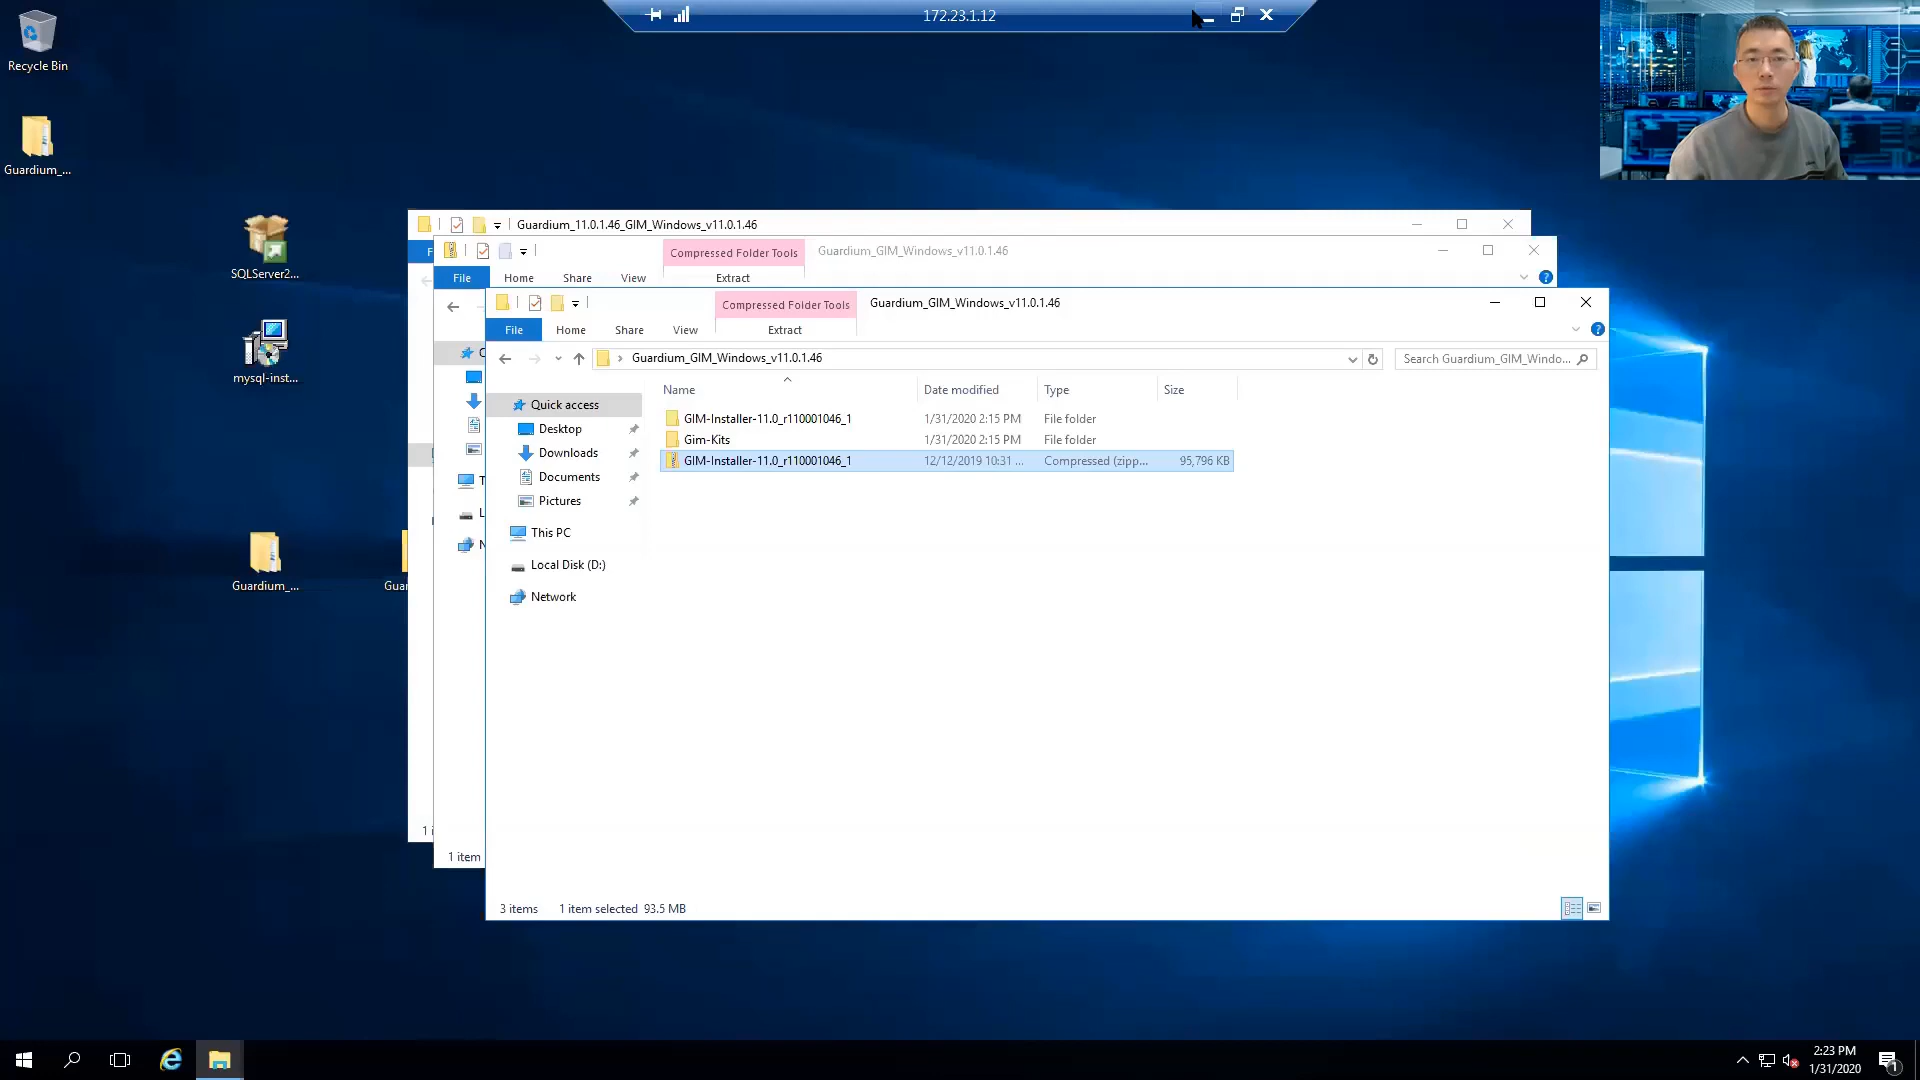 172.23.1.12
Recycle Bin
Guardium_...
SQLServer2...
mysql-inst...
Guardium_...
Guar
Guardium_11.0.1.46_GIM_Windows_v11.0.1.46
F
Compressed Folder Tools
Guardium_GIM_Windows_v11.0.1.46
File
Home
Share
View
Extract
Compressed Folder Tools
Guardium_GIM_Windows_v11.0.1.46
File
Home
Share
View
Extract
Guardium_GIM_Windows_v11.0.1.46
Search Guardium_GIM_Windo...
Name
Date modified
Type
Size
Quick access
Desktop
Downloads
Documents
Pictures
This PC
Local Disk (D:)
Network
GIM-Installer-11.0_r110001046_1 1/31/2020 2:15 PM File folder
Gim-Kits 1/31/2020 2:15 PM File folder
GIM-Installer-11.0_r110001046_1 12/12/2019 10:31 ... Compressed (zipp... 95,796 KB
1 i
1 item
3 items 1 item selected 93.5 MB
2:23 PM
1/31/2020
1